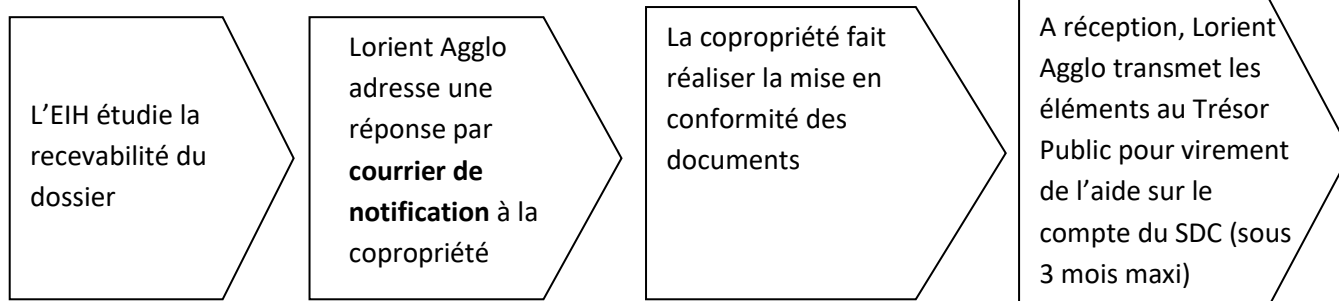 L’EIH étudie la
recevabilité du
dossier
Lorient Agglo
adresse une
réponse par
courrier de
notification à la
copropriété
La copropriété fait
réaliser la mise en
conformité des
documents
A réception, Lorient
Agglo transmet les
éléments au Trésor
Public pour virement
de l’aide sur le
compte du SDC (sous
3 mois maxi)